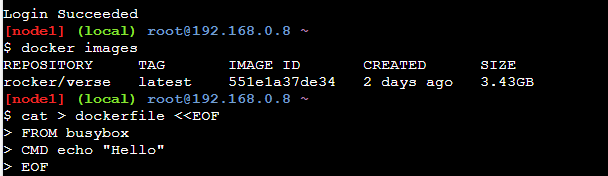 Login Succeeded
[node1] (local) root@192.168.0.8 ~
$ docker images
REPOSITORY TAG IMAGE ID CREATED SIZE
rocker/verse latest 551e1a37de34 2 days ago 3.43GB
[node1] (local) root@192.168.0.8 ~
$ cat > dockerfile <<EOF
> FROM busybox
> CMD echo "Hello"
> EOF